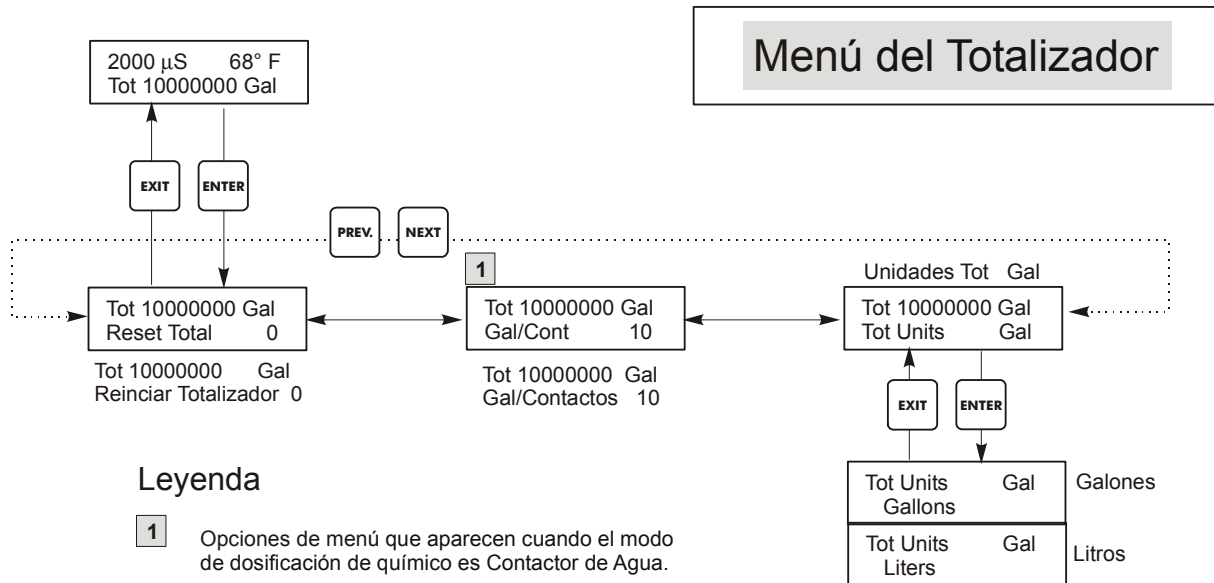 Menú del Totalizador
2000 μS 68° F
Tot 10000000 Gal
EXIT ENTER
PREV. NEXT
Tot 10000000 Gal
Reset Total 0
Tot 10000000 Gal
Reinciar Totalizador 0
1
Tot 10000000 Gal
Gal/Cont 10
Tot 10000000 Gal
Gal/Contactos 10
Unidades Tot Gal
Tot 10000000 Gal
Tot Units Gal
EXIT ENTER
Tot Units Gal
Gallons
Galones
Tot Units Gal
Liters
Litros
Leyenda
1 Opciones de menú que aparecen cuando el modo
de dosificación de químico es Contactor de Agua.